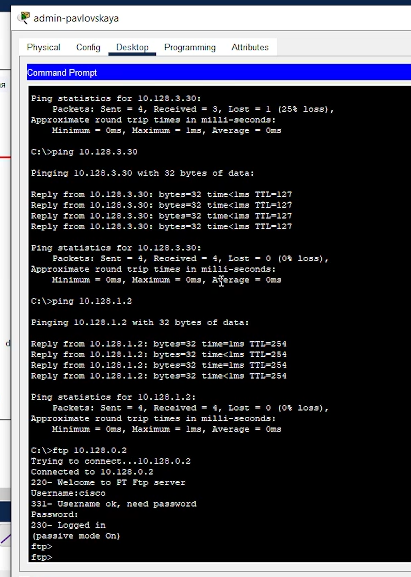 admin-pavlovskaya
Physical Config Desktop Programming Attributes
Command Prompt
Ping statistics for 10.128.3.30:
Packets: Sent = 4, Received = 3, Lost = 1 (25% loss),
Approximate round trip times in milli-seconds:
Minimum = 0ms, Maximum = 1ms, Average = 0ms
C:\>ping 10.128.3.30
Pinging 10.128.3.30 with 32 bytes of data:
Reply from 10.128.3.30: bytes=32 time<1ms TTL=127
Reply from 10.128.3.30: bytes=32 time<1ms TTL=127
Reply from 10.128.3.30: bytes=32 time<1ms TTL=127
Reply from 10.128.3.30: bytes=32 time<1ms TTL=127
Ping statistics for 10.128.3.30:
Packets: Sent = 4, Received = 4, Lost = 0 (0% loss),
Approximate round trip times in milli-seconds:
Minimum = 0ms, Maximum = 0ms, Average = 0ms
C:\>ping 10.128.1.2
Pinging 10.128.1.2 with 32 bytes of data:
Reply from 10.128.1.2: bytes=32 time=1ms TTL=254
Reply from 10.128.1.2: bytes=32 time<1ms TTL=254
Reply from 10.128.1.2: bytes=32 time=1ms TTL=254
Reply from 10.128.1.2: bytes=32 time<1ms TTL=254
Ping statistics for 10.128.1.2:
Packets: Sent = 4, Received = 4, Lost = 0 (0% loss),
Approximate round trip times in milli-seconds:
Minimum = 0ms, Maximum = 1ms, Average = 0ms
C:\>ftp 10.128.0.2
Trying to connect...10.128.0.2
Connected to 10.128.0.2
220- Welcome to PT Ftp server
Username:cisco
331- Username ok, need password
Password:
230- Logged in
(passive mode On)
ftp>
ftp>